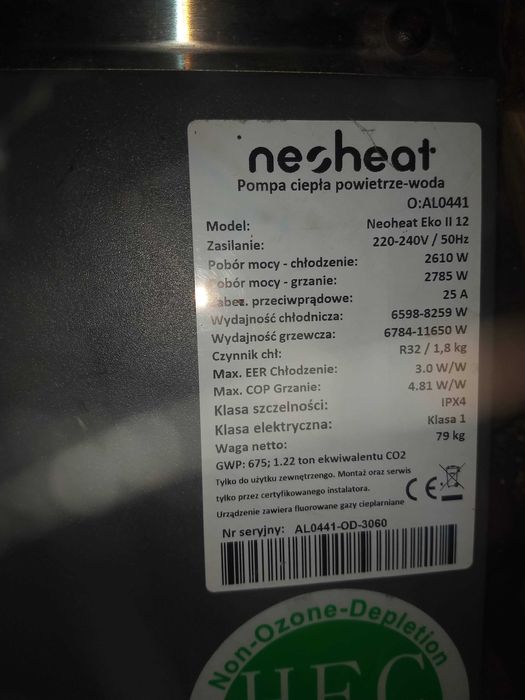 neoheat
Pompa ciepła powietrze-woda
O:AL0441
Model: Neoheat Eko II 12
Zasilanie: 220-240V / 50Hz
Pobór mocy - chłodzenie: 2610 W
Pobór mocy - grzanie: 2785 W
Zabez. przeciwprądowe: 25 A
Wydajność chłodnicza: 6598-8259 W
Wydajność grzewcza: 6784-11650 W
Czynnik chł: R32 / 1,8 kg
Max. EER Chłodzenie: 3.0 W/W
Max. COP Grzanie: 4.81 W/W
Klasa szczelności: IPX4
Klasa elektryczna: Klasa 1
Waga netto: 79 kg
GWP: 675; 1.22 ton ekwiwalentu CO2
Tylko do użytku zewnętrznego. Montaż oraz serwis
tylko przez certyfikowanego instalatora.
Urządzenie zawiera fluorowane gazy cieplarniane
CE
Nr seryjny: AL0441-OD-3060
Non-Ozone-Depletion
HFC